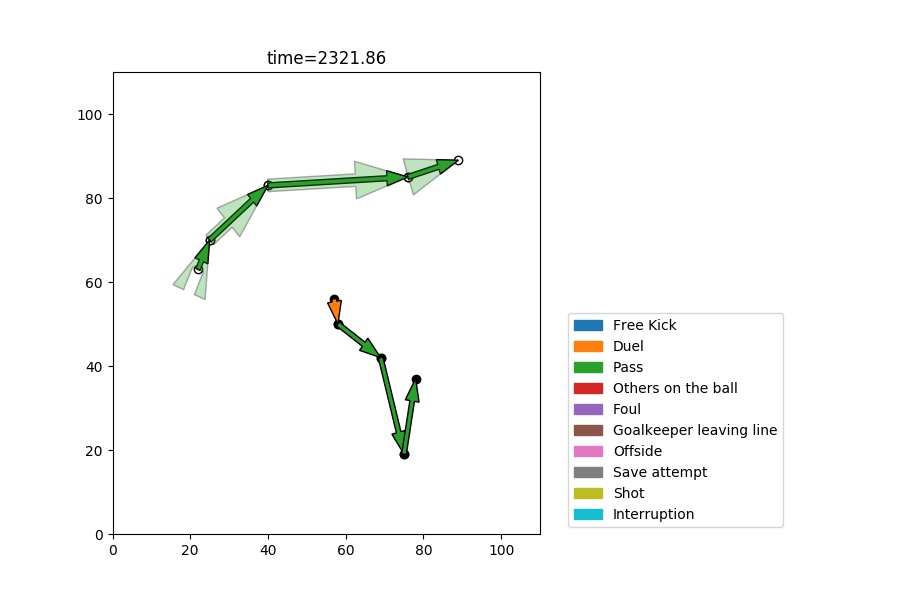 time=2321.86
100
80
60
40
20
0
0 20 40 60 80 100
Free Kick
Duel
Pass
Others on the ball
Foul
Goalkeeper leaving line
Offside
Save attempt
Shot
Interruption